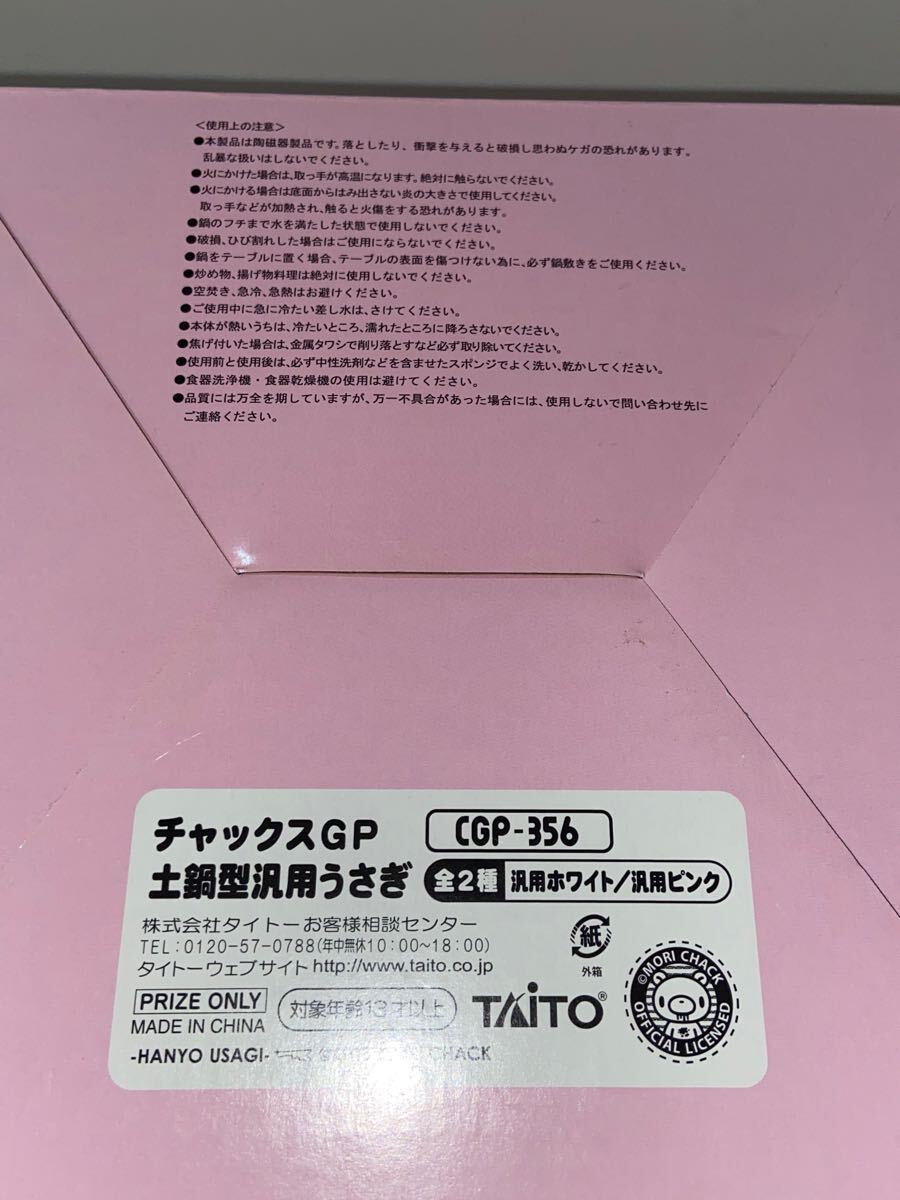 ＜使用上の注意＞
●本製品は陶磁器製品です。落としたり、衝撃を与えると破損し思わぬケガの恐れがあります。
乱暴な扱いはしないでください。
●火にかけた場合は、取っ手が高温になります。絶対に触らないでください。
●火にかける場合は底面からはみ出さない炎の大きさで使用してください。
取っ手などが加熱され、触ると火傷をする恐れがあります。
●鍋のフチまで水を満たした状態で使用しないでください。
●破損、ひび割れした場合はご使用にならないでください。
●鍋をテーブルに置く場合、テーブルの表面を傷つけない為に、必ず鍋敷きをご使用ください。
●炒め物、揚げ物料理は絶対に使用しないでください。
●空焚き、急冷、急熱はお避けください。
●ご使用中に急に冷たい差し水は、さけてください。
●本体が熱いうちは、冷たいところ、濡れたところに降ろさないでください。
●焦げ付いた場合は、金属タワシで削り落とすなど必ず取り除いてください。
●使用前と使用後は、必ず中性洗剤などを含ませたスポンジでよく洗い、乾かしてください。
●食器洗浄機・食器乾燥機の使用は避けてください。
●品質には万全を期していますが、万一不具合があった場合には、使用しないで問い合わせ先に
ご連絡ください。
チャックスGP CGP-356
土鍋型汎用うさぎ 全2種 汎用ホワイト/汎用ピンク
株式会社タイトーお客様相談センター
TEL:0120-57-0788(年中無休10:00~18:00)
タイトーウェブサイト http://www.taito.co.jp
紙
外箱
PRIZE ONLY
MADE IN CHINA
対象年齢13才以上
TAITO®
©MORI CHACK
OFFICIAL LICENSED
-HANYO USAGI- CHACK